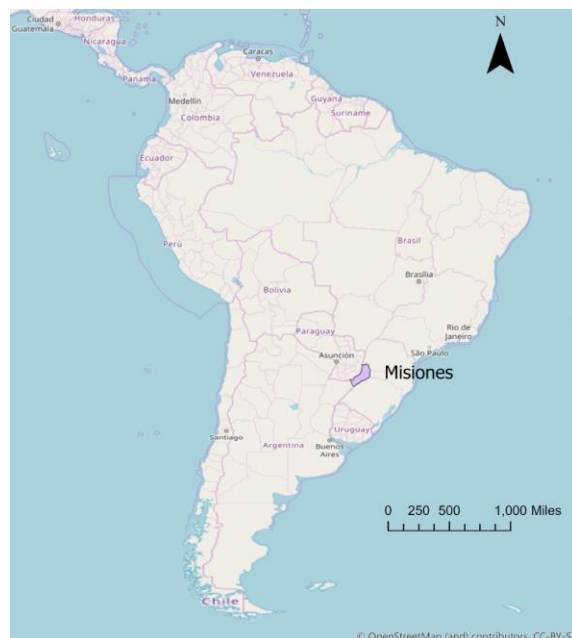 Ciudad
Guatemala
Honduras
Nicaragua
Panamá
Caracas
Venezuela
Medellín
Colombia
Guyana
Suriname
Ecuador
Perú
Brasil
Brasília
Bolivia
Paraguay
Asunción
São Paulo
Rio de
Janeiro
Misiones
Santiago
Argentina
Uruguay
Buenos
Aires
Chile
N
0 250 500 1,000 Miles
© OpenStreetMap (and) contributors, CC-BY-S